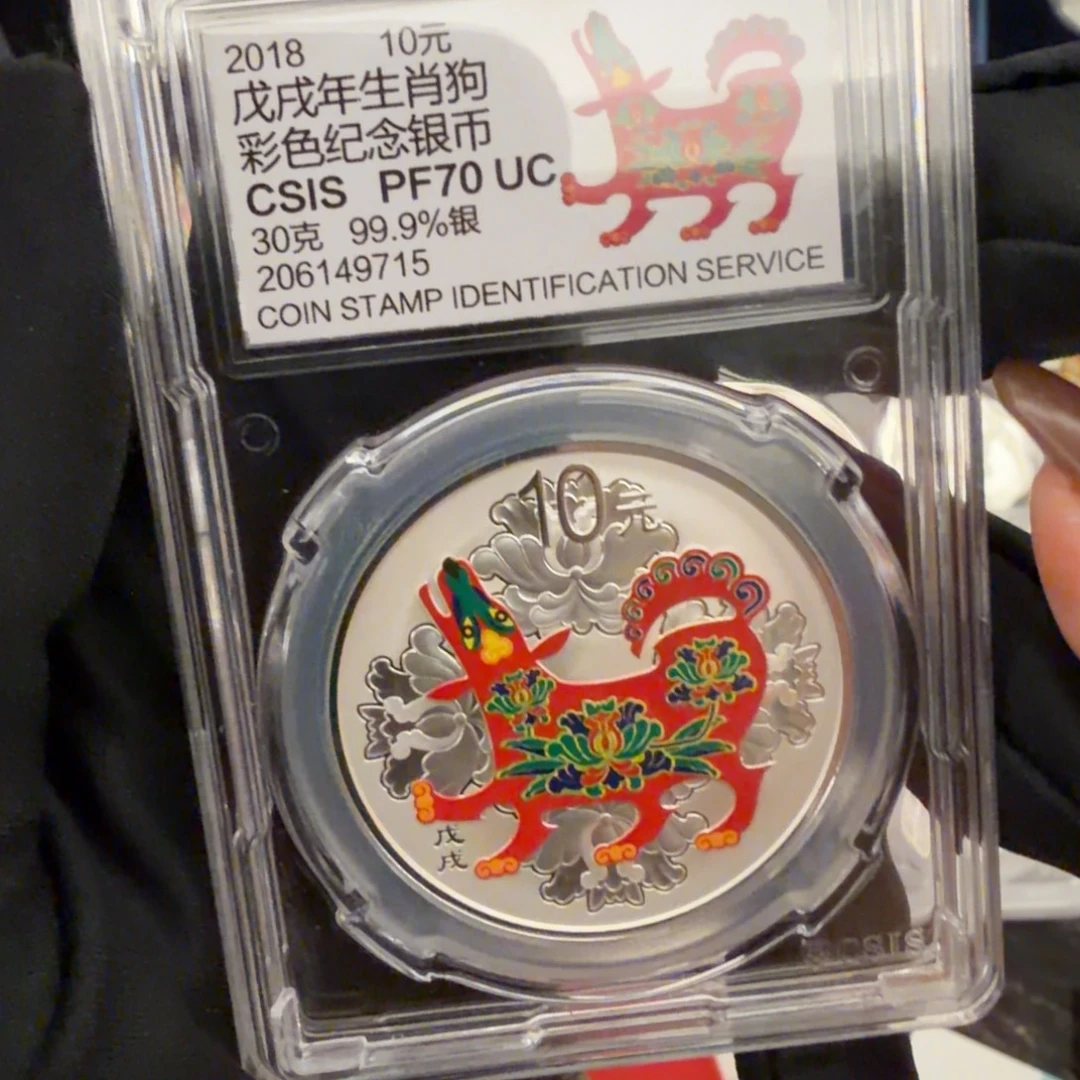 2018 10元
戊戌年生肖狗
彩色纪念银币
CSIS PF70 UC
30克 99.9%银
206149715
COIN STAMP IDENTIFICATION SERVICE
10元
戊
戌
CSIS